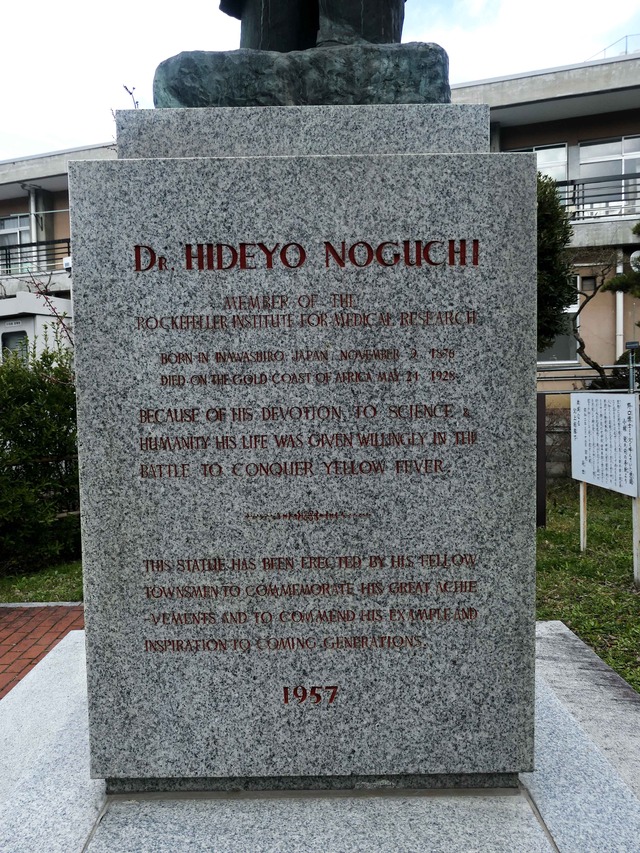 DR. HIDEYO NOGUCHI
MEMBER OF THE
ROCKEFELLER INSTITUTE FOR MEDICAL RESEARCH
BORN IN INAWASHIRO, JAPAN, NOVEMBER 9, 1876
DIED ON THE GOLD COAST OF AFRICA MAY 21, 1928
BECAUSE OF HIS DEVOTION TO SCIENCE &
HUMANITY HIS LIFE WAS GIVEN WILLINGLY IN THE
BATTLE TO CONQUER YELLOW FEVER.
THIS STATUE HAS BEEN ERECTED BY HIS FELLOW
TOWNSMEN TO COMMEMORATE HIS GREAT ACHIE
-VEMENTS AND TO COMMEND HIS EXAMPLE AND
INSPIRATION TO COMING GENERATIONS.
1957